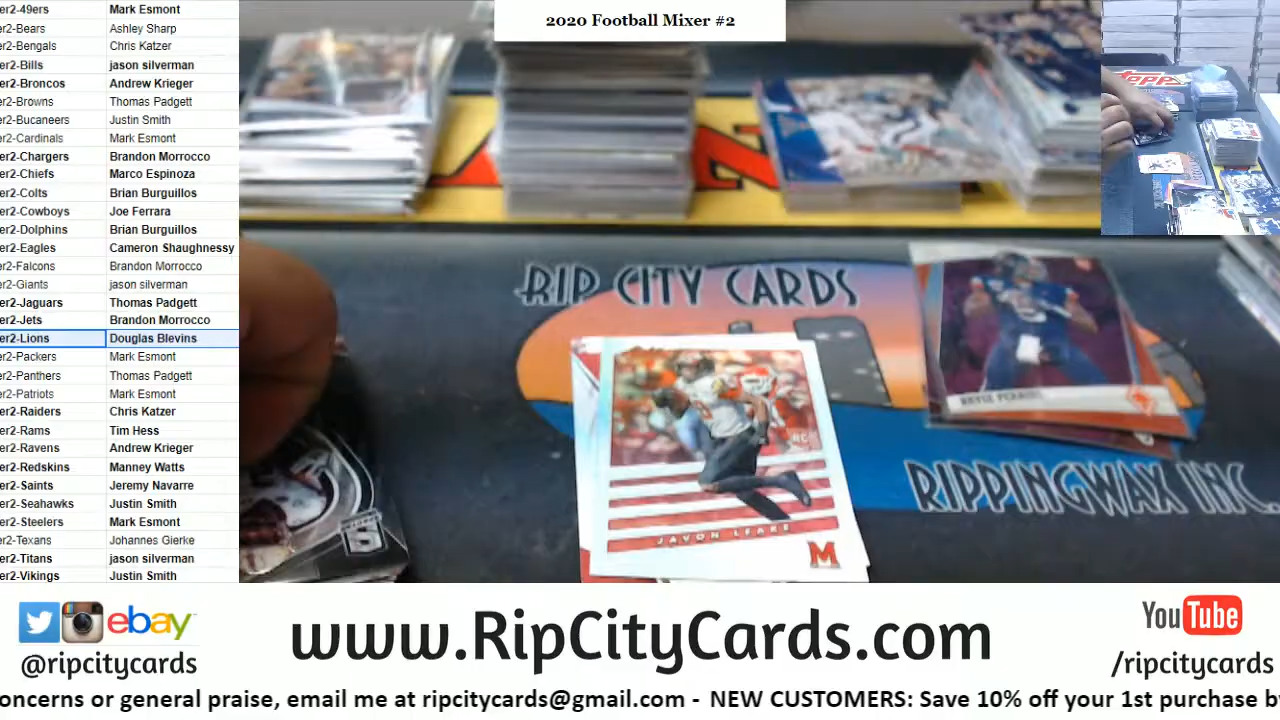 2020 Football Mixer #2
er2-49ers Mark Esmont
er2-Bears Ashley Sharp
er2-Bengals Chris Katzer
er2-Bills jason silverman
er2-Broncos Andrew Krieger
er2-Browns Thomas Padgett
er2-Bucaneers Justin Smith
er2-Cardinals Mark Esmont
er2-Chargers Brandon Morrocco
er2-Chiefs Marco Espinoza
er2-Colts Brian Burguillos
er2-Cowboys Joe Ferrara
er2-Dolphins Brian Burguillos
er2-Eagles Cameron Shaughnessy
er2-Falcons Brandon Morrocco
er2-Giants jason silverman
er2-Jaguars Thomas Padgett
er2-Jets Brandon Morrocco
er2-Lions Douglas Blevins
er2-Packers Mark Esmont
er2-Panthers Thomas Padgett
er2-Patriots Mark Esmont
er2-Raiders Chris Katzer
er2-Rams Tim Hess
er2-Ravens Andrew Krieger
er2-Redskins Manney Watts
er2-Saints Jeremy Navarre
er2-Seahawks Justin Smith
er2-Steelers Mark Esmont
er2-Texans Johannes Gierke
er2-Titans jason silverman
er2-Vikings Justin Smith
TOPP
RIP CITY CARDS
RC
JAVON LEAKE
M
RIPPINGWAX INC.
ebay
@ripcitycards
www.RipCityCards.com
YouTube
/ripcitycards
oncerns or general praise, email me at ripcitycards@gmail.com - NEW CUSTOMERS: Save 10% off your 1st purchase b